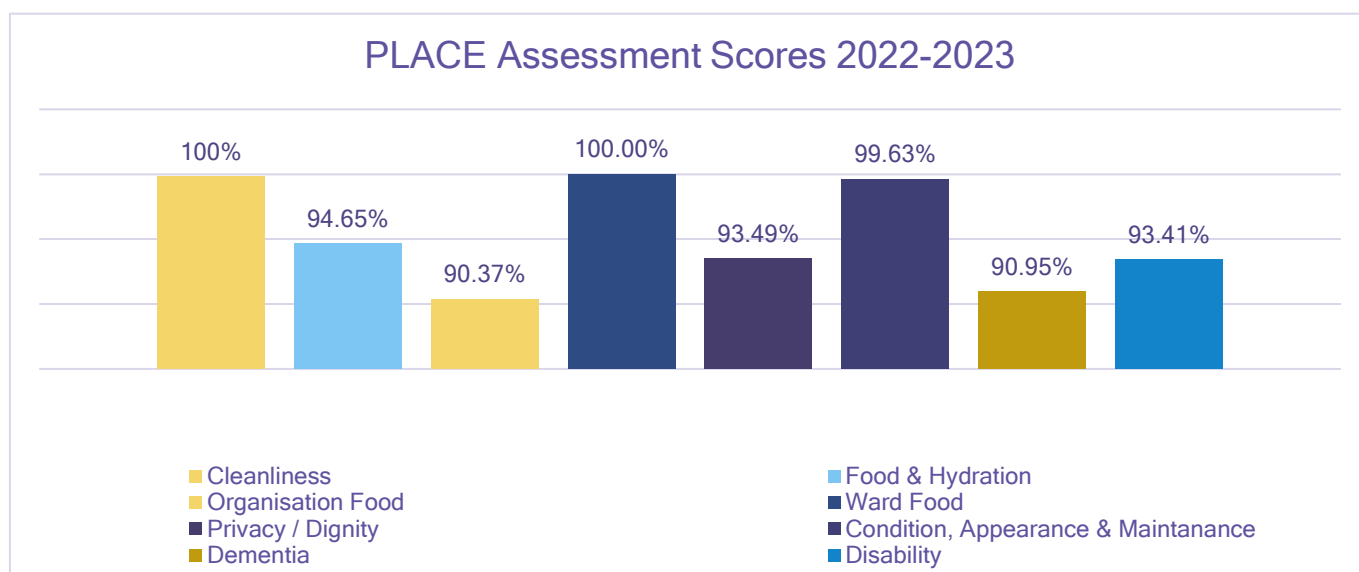 PLACE Assessment Scores 2022-2023
100%
94.65%
90.37%
100.00%
93.49%
99.63%
90.95%
93.41%
Cleanliness
Food & Hydration
Organisation Food
Ward Food
Privacy / Dignity
Condition, Appearance & Maintanance
Dementia
Disability